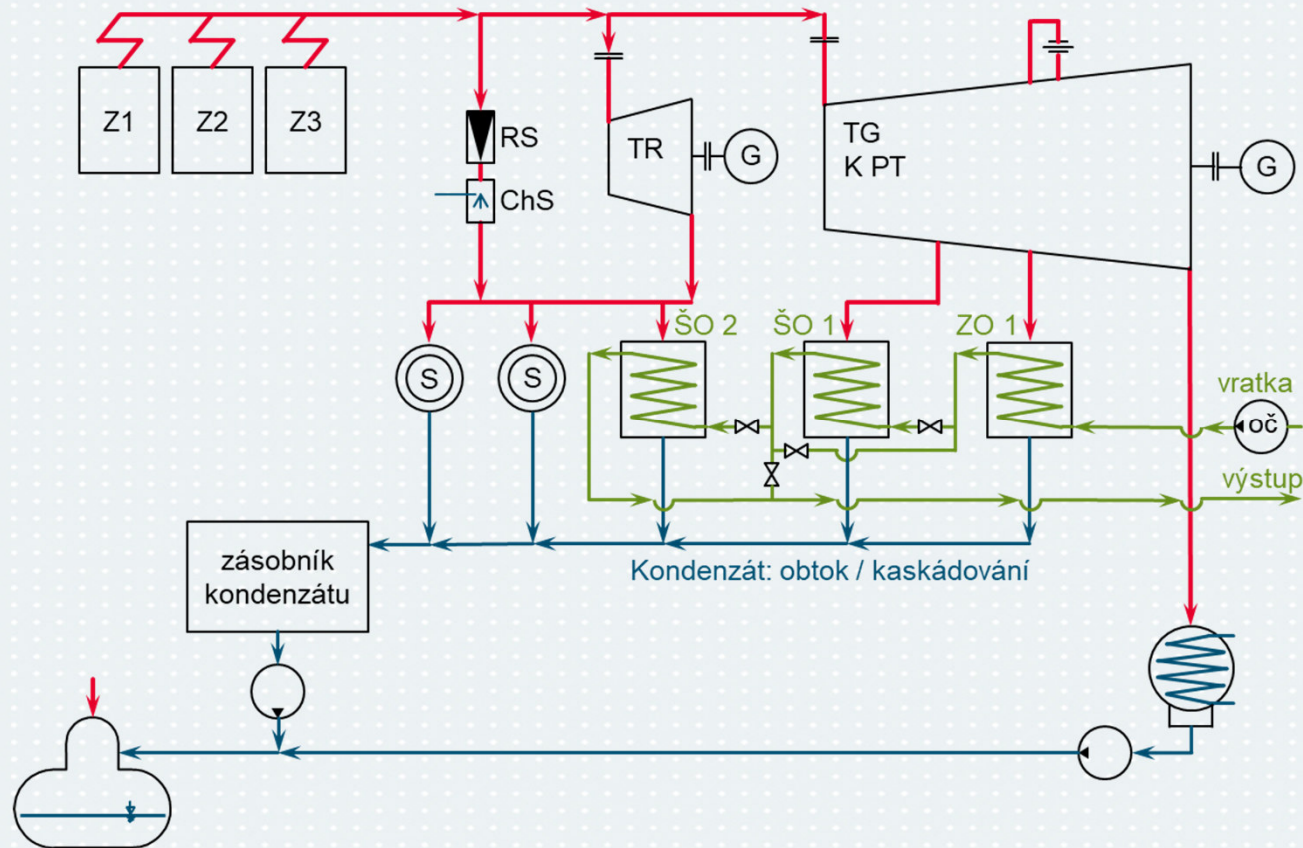 Z1
Z2
Z3
RS
ChS
TR
G
TG
K PT
G
ŠO 2
ŠO 1
ZO 1
S
S
vratka
oč
výstup
Kondenzát: obtok / kaskádování
zásobník
kondenzátu